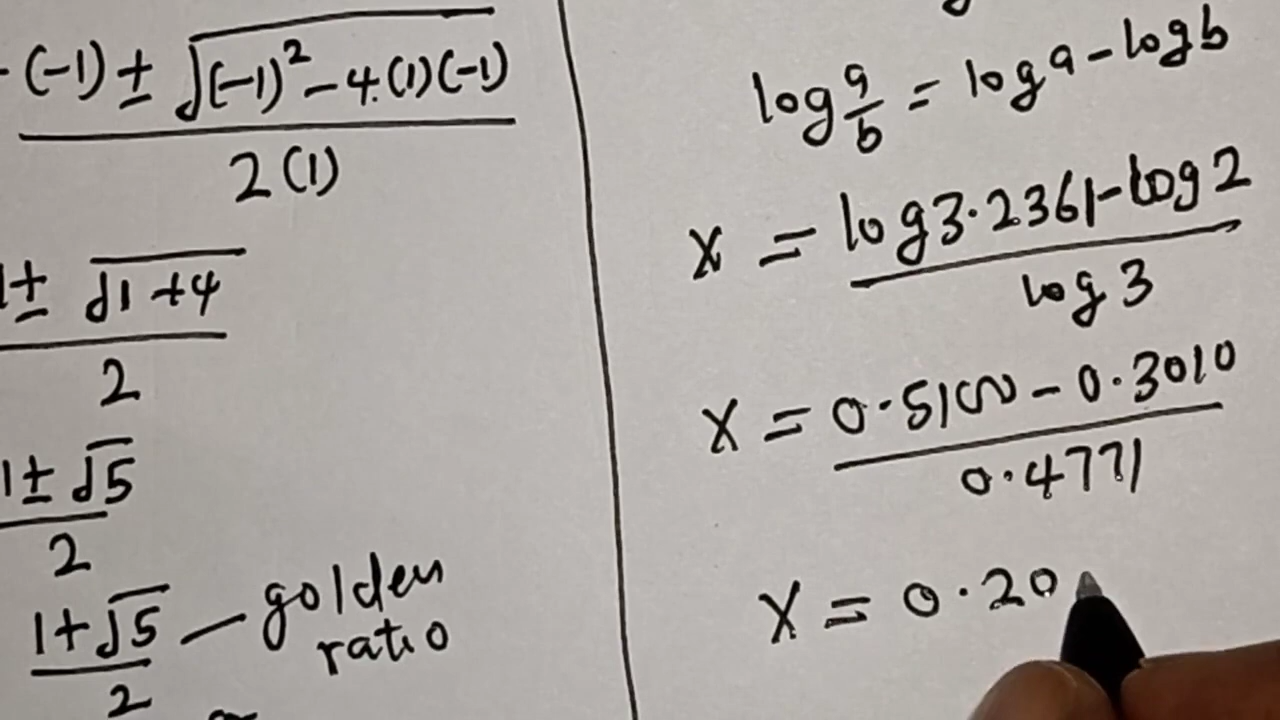 -(-1) ± √(-1)² - 4.(1)(-1)
2(1)
1 ± √1+4
2
1 ± √5
2
1+√5 — golden
ratio
2
log a/b = log a - log b
x = log 3.2361 - log 2
log 3
x = 0.5100 - 0.3010
0.4771
x = 0.20